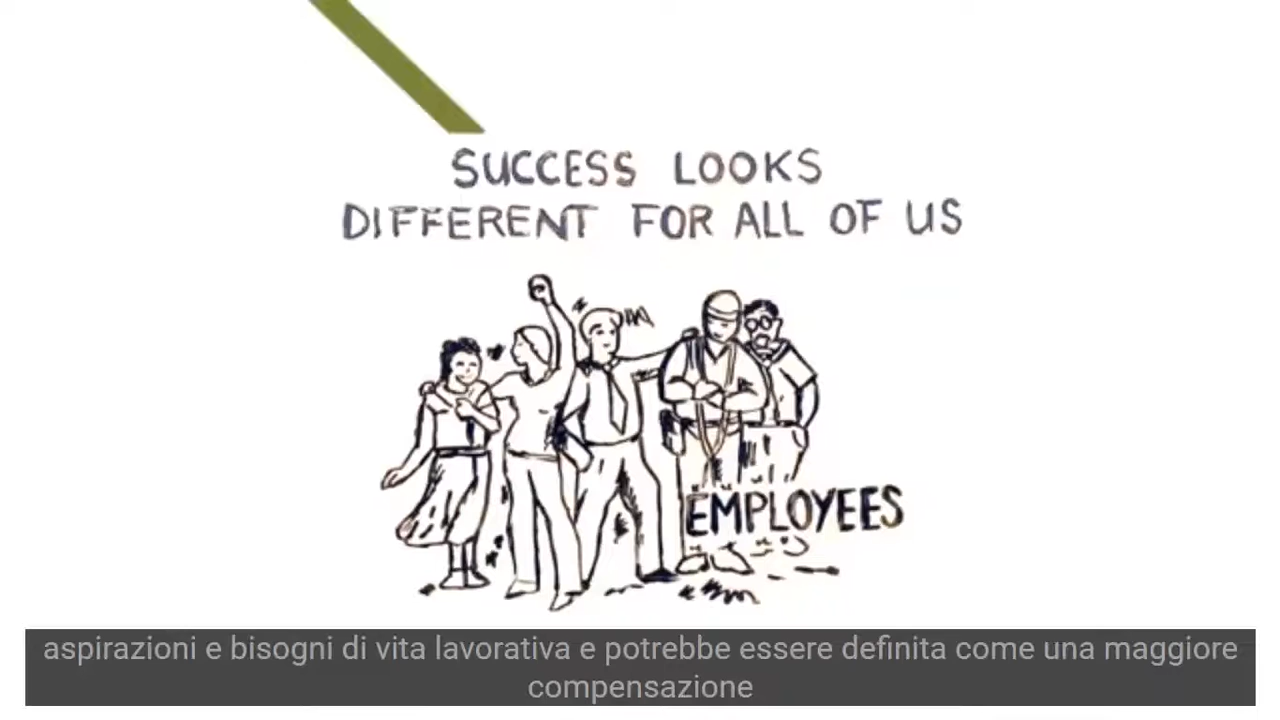 SUCCESS LOOKS
DIFFERENT FOR ALL OF US
EMPLOYEES
aspirazioni e bisogni di vita lavorativa e potrebbe essere definita come una maggiore
compensazione